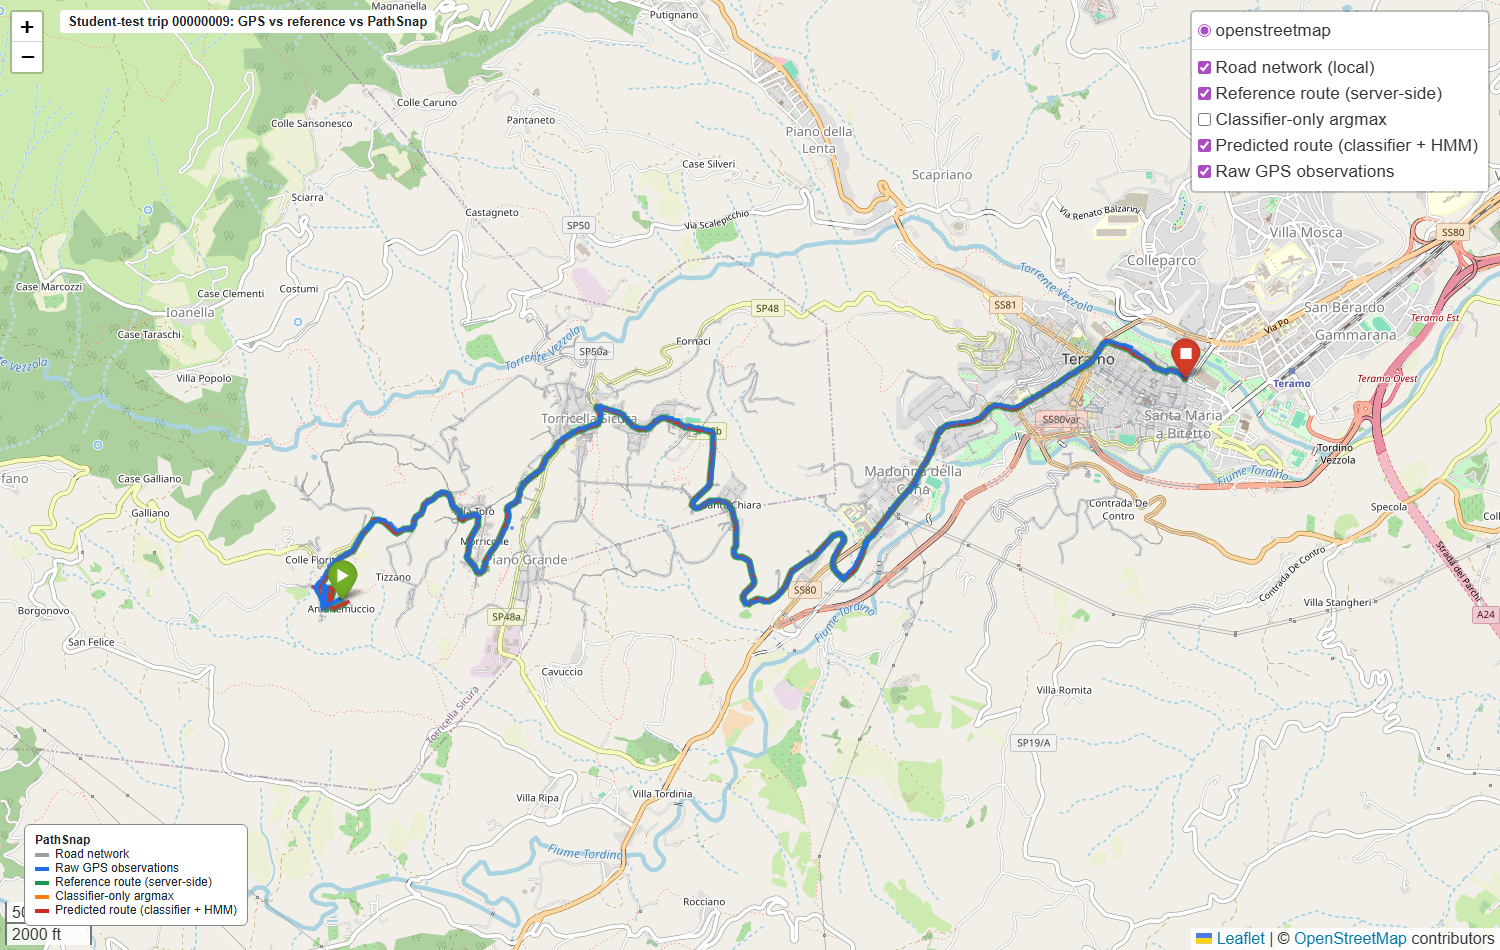 +
−
Student-test trip 00000009: GPS vs reference vs PathSnap
openstreetmap
Road network (local)
Reference route (server-side)
Classifier-only argmax
Predicted route (classifier + HMM)
Raw GPS observations
Magnanella
Putignano
Colle Caruno
Pantaneto
Colle Sansonesco
Piano della
Lenta
Case Silveri
Scapriano
Sciarra
Castagneto
SP50
Via Scalepicchio
Via Renato Balzarini
Villa Mosca
SS80
Colleparco
Case Marcozzi
Case Clementi
Costumi
Ioanella
Torrente Vezzola
SP48
SS81
San Berardo
Gammarana
Teramo Est
Via Po
Case Taraschi
Fornaci
Torrente Vezzola
SP50a
Vezzola
Villa Popolo
Teramo
Teramo
Teramo Ovest
Torricella Sicura
Santa Maria
a Bitetto
SS80var
Tordino
Vezzola
Madonna della
Cona
Fiume Tordino
Case Galliano
Galliano
Chiara
Contrada De
Contro
Specola
Morricone
Piano Grande
Colle Fiorito
Tizzano
Strada dei Parchi
Contrada De Contro
SS80
Borgonovo
SP48a
Fiume Tordino
Villa Stangheri
A24
San Felice
Cavuccio
Villa Romita
Torricella Sicura
SP19/A
Villa Ripa
Villa Tordinia
Fiume Tordino
Rocciano
PathSnap
Road network
Raw GPS observations
Reference route (server-side)
Classifier-only argmax
Predicted route (classifier + HMM)
2000 ft
Leaflet | © OpenStreetMap contributors